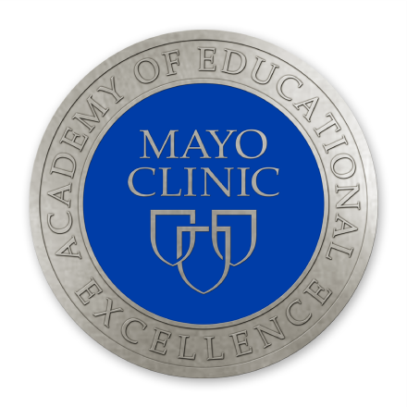 ACADEMY OF EDUCATIONAL
EXCELLENCE
MAYO
CLINIC